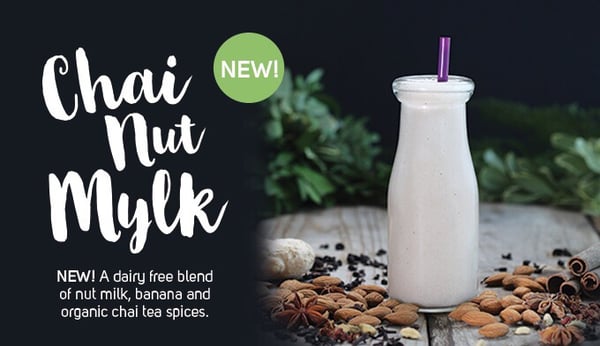 Chai
Nut
Mylk
NEW!
NEW! A dairy free blend
of nut milk, banana and
organic chai tea spices.